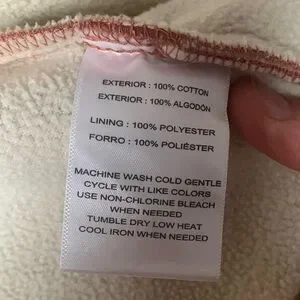 EXTERIOR : 100% COTTON
EXTERIOR : 100% ALGODÓN
LINING : 100% POLYESTER
FORRO : 100% POLIÉSTER
MACHINE WASH COLD GENTLE
CYCLE WITH LIKE COLORS
USE NON-CHLORINE BLEACH
WHEN NEEDED
TUMBLE DRY LOW HEAT
COOL IRON WHEN NEEDED